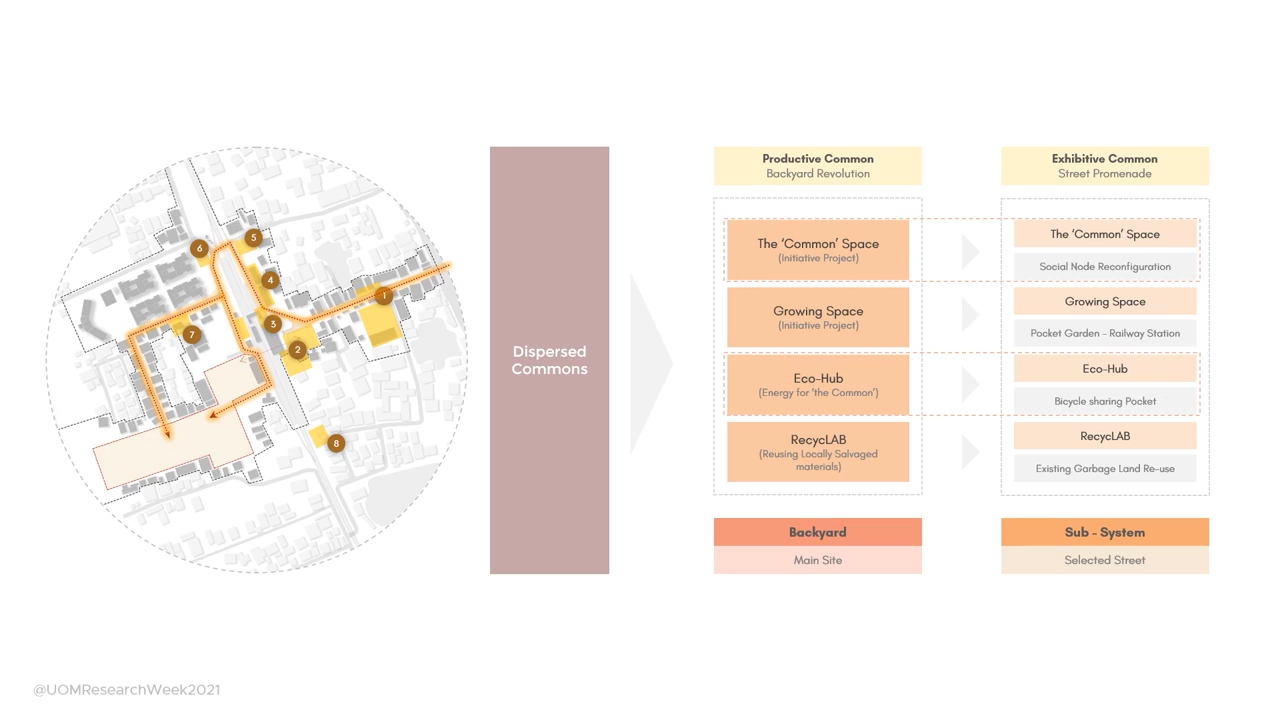 6
5
4
1
3
7
2
8
Dispersed
Commons
Productive Common
Backyard Revolution
The ‘Common’ Space
(Initiative Project)
Growing Space
(Initiative Project)
Eco-Hub
(Energy for ‘the Common’)
RecycLAB
(Reusing Locally Salvaged
materials)
Backyard
Main Site
Exhibitive Common
Street Promenade
The ‘Common’ Space
Social Node Reconfiguration
Growing Space
Pocket Garden - Railway Station
Eco-Hub
Bicycle sharing Pocket
RecycLAB
Existing Garbage Land Re-use
Sub - System
Selected Street
@UOMResearchWeek2021